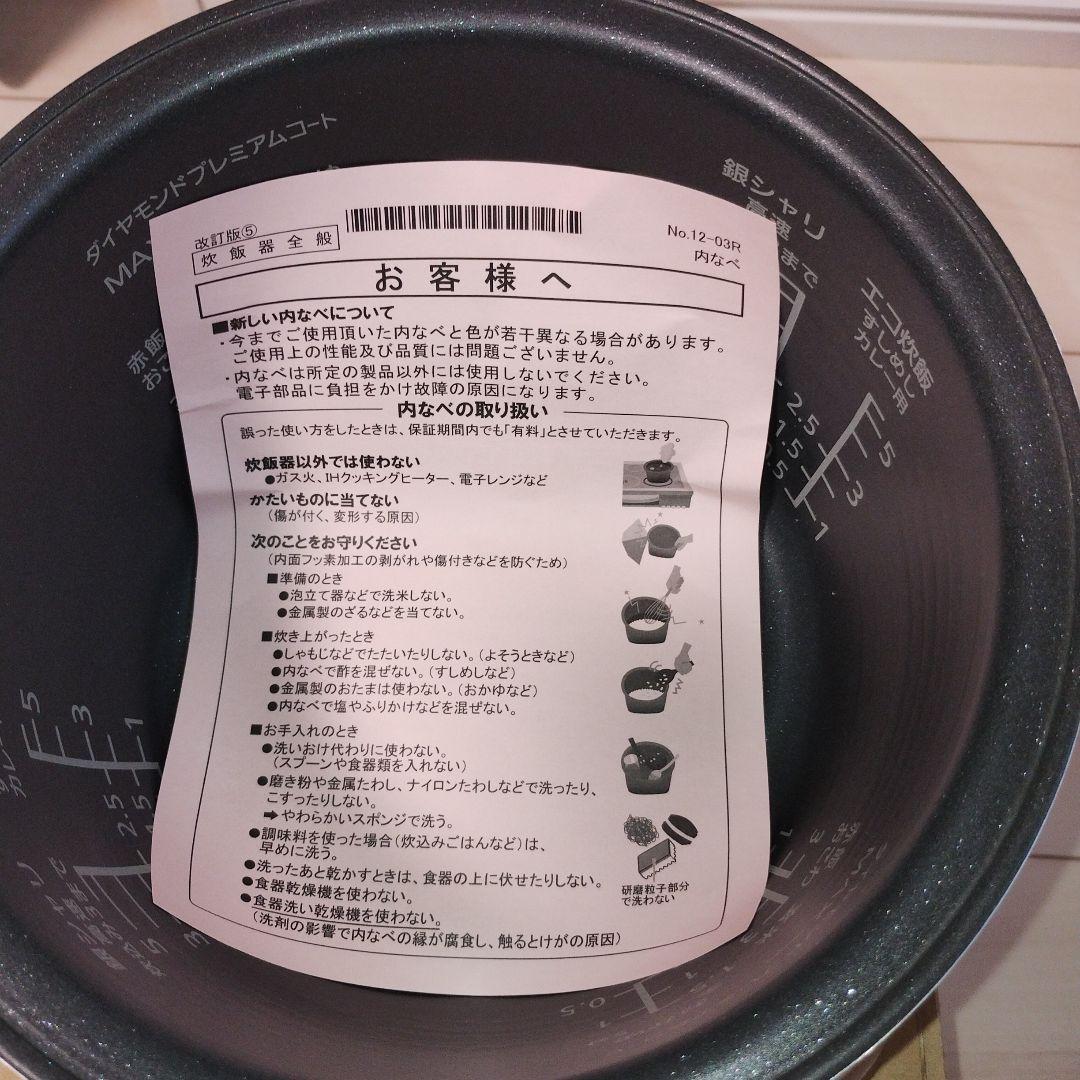 ダイヤモンドプレミアムコート
赤飯
銀シャリ
エコ炊飯
すしめし
カレー用
5
3
1
2.5
1.5
0.5
改訂版⑤
炊飯器全般
No.12-03R
内なべ
お客様へ
■新しい内なべについて
・今までご使用頂いた内なべと色が若干異なる場合があります。
ご使用上の性能及び品質には問題ございません。
・内なべは所定の製品以外には使用しないでください。
電子部品に負担をかけ故障の原因になります。
内なべの取り扱い
誤った使い方をしたときは、保証期間内でも「有料」とさせていただきます。
炊飯器以外では使わない
●ガス火、IHクッキングヒーター、電子レンジなど
かたいものに当てない
(傷が付く、変形する原因)
次のことをお守りください
(内面フッ素加工の剥がれや傷付きなどを防ぐため)
■準備のとき
●泡立て器などで洗米しない。
●金属製のざるなどを当てない。
■炊き上がったとき
●しゃもじなどでたたいたりしない。(よそうときなど)
●内なべで酢を混ぜない。(すしめしなど)
●金属製のおたまは使わない。(おかゆなど)
●内なべで塩やふりかけなどを混ぜない。
■お手入れのとき
●洗いおけ代わりに使わない。
(スプーンや食器類を入れない)
●磨き粉や金属たわし、ナイロンたわしなどで洗ったり、
こすったりしない。
➡やわらかいスポンジで洗う。
●調味料を使った場合(炊込みごはんなど)は、
早めに洗う。
●洗ったあと乾かすときは、食器の上に伏せたりしない。
●食器乾燥機を使わない。
●食器洗い乾燥機を使わない。
(洗剤の影響で内なべの縁が腐食し、触るとけがの原因)
研磨粒子部分
で洗わない
5
3
1
2.5
1
0.5